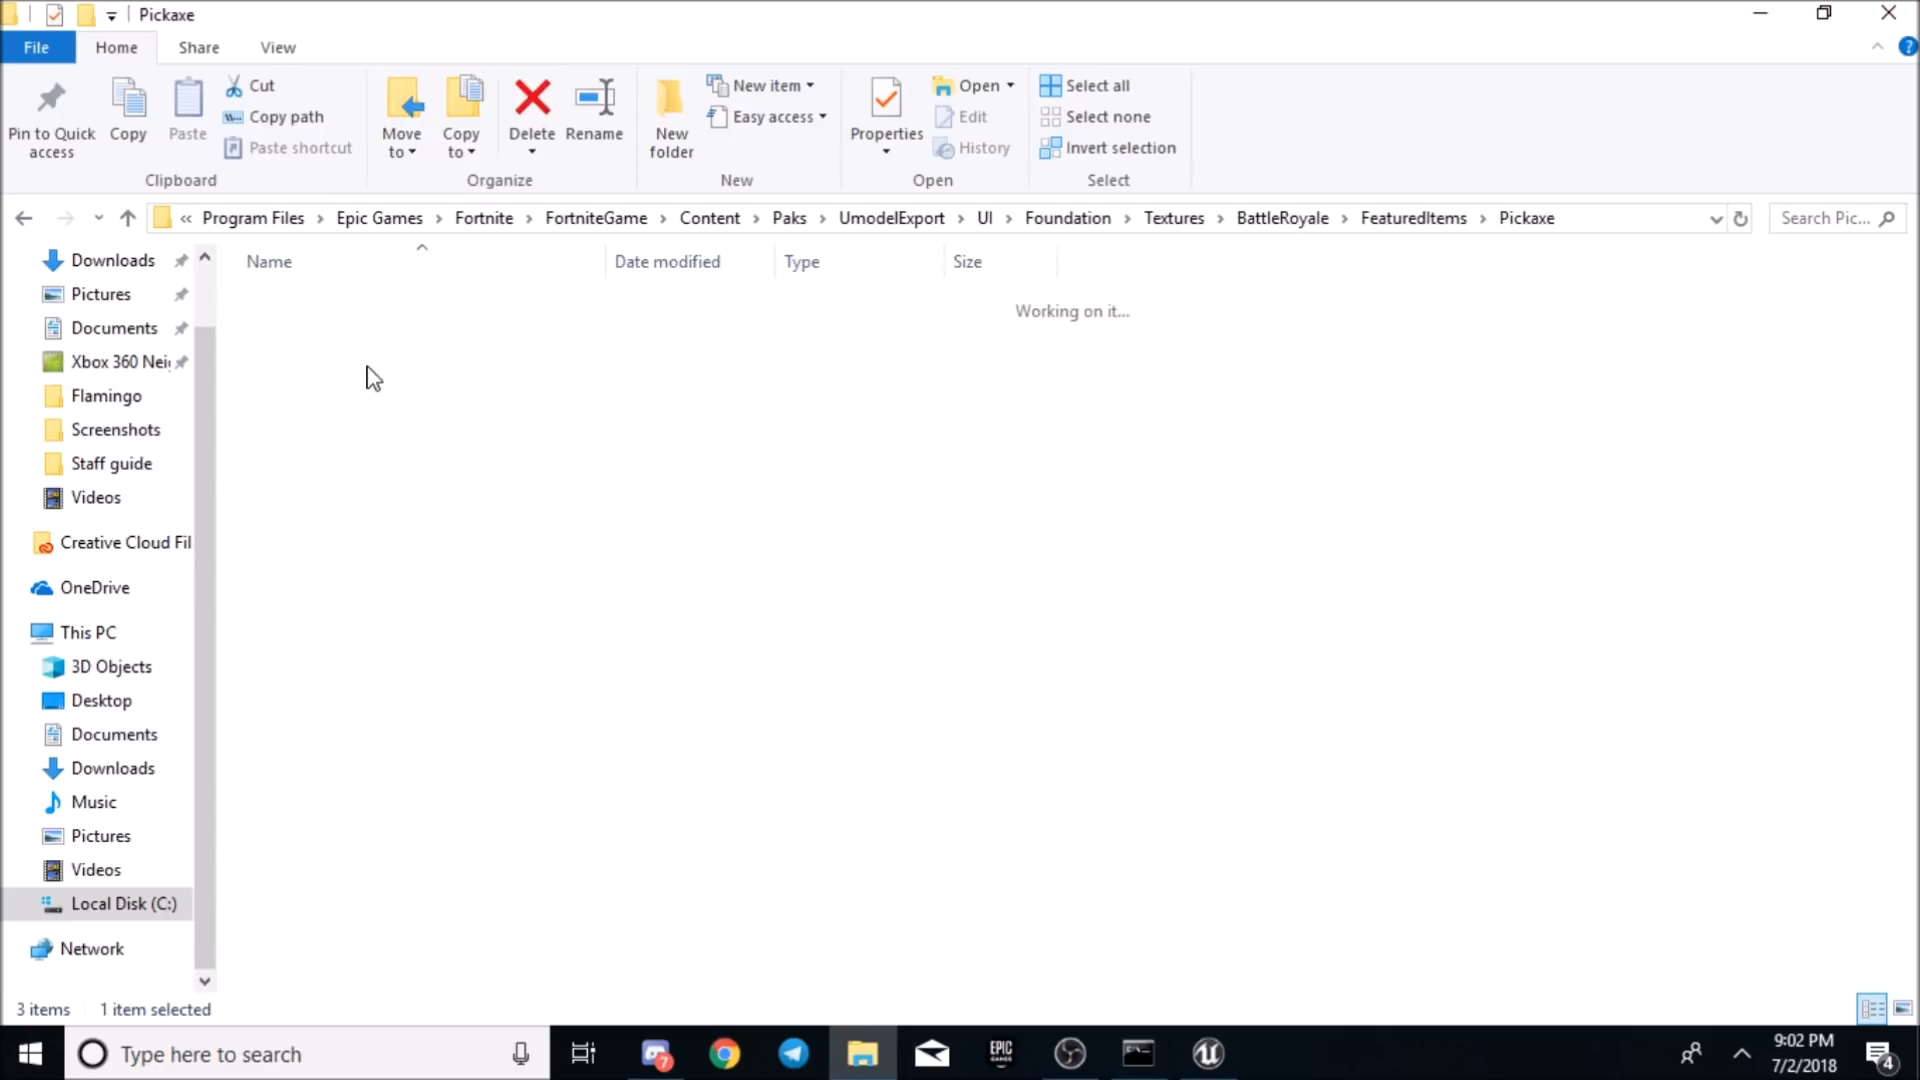 Pickaxe
File Home Share View
Pin to Quick access
Copy
Paste
Cut
Copy path
Paste shortcut
Clipboard
Move to
Copy to
Delete
Rename
Organize
New folder
New item
Easy access
New
Properties
Open
Edit
History
Open
Select all
Select none
Invert selection
Select
« Program Files > Epic Games > Fortnite > FortniteGame > Content > Paks > UmodelExport > UI > Foundation > Textures > BattleRoyale > FeaturedItems > Pickaxe
Search Pic...
Name Date modified Type Size
Working on it...
Downloads
Pictures
Documents
Xbox 360 Nei
Flamingo
Screenshots
Staff guide
Videos
Creative Cloud Fil
OneDrive
This PC
3D Objects
Desktop
Documents
Downloads
Music
Pictures
Videos
Local Disk (C:)
Network
3 items 1 item selected
Type here to search
7
EPIC GAMES
9:02 PM
7/2/2018
4